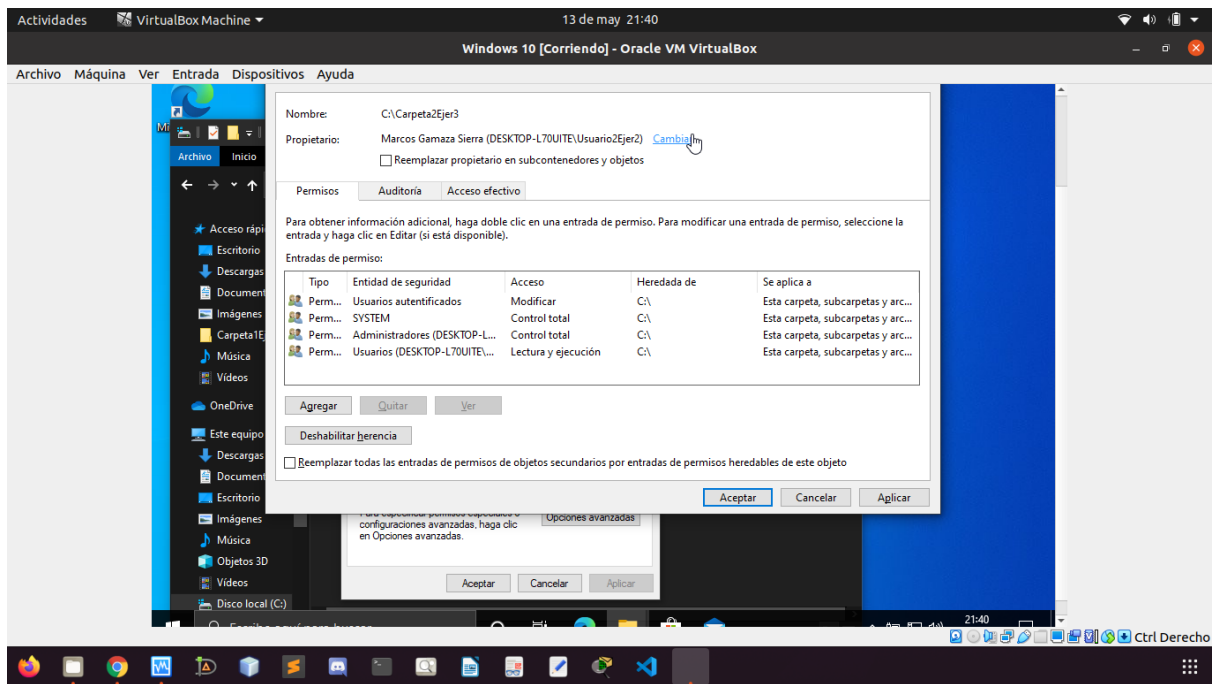 Actividades VirtualBox Machine 13 de may 21:40
Windows 10 [Corriendo] - Oracle VM VirtualBox
Archivo Máquina Ver Entrada Dispositivos Ayuda
Archivo Inicio
Acceso rápi
Escritorio
Descargas
Document
Imágenes
Carpeta1Ej
Música
Vídeos
OneDrive
Este equipo
Descargas
Document
Escritorio
Imágenes
Música
Objetos 3D
Vídeos
Disco local (C:)
Nombre: C:\Carpeta2Ejer3
Propietario: Marcos Gamaza Sierra (DESKTOP-L70UITE\Usuario2Ejer2) Cambiar
Reemplazar propietario en subcontenedores y objetos
Permisos Auditoría Acceso efectivo
Para obtener información adicional, haga doble clic en una entrada de permiso. Para modificar una entrada de permiso, seleccione la
entrada y haga clic en Editar (si está disponible).
Entradas de permiso:
Tipo Entidad de seguridad Acceso Heredada de Se aplica a
Perm... Usuarios autentificados Modificar C:\ Esta carpeta, subcarpetas y arc...
Perm... SYSTEM Control total C:\ Esta carpeta, subcarpetas y arc...
Perm... Administradores (DESKTOP-L... Control total C:\ Esta carpeta, subcarpetas y arc...
Perm... Usuarios (DESKTOP-L70UITE\... Lectura y ejecución C:\ Esta carpeta, subcarpetas y arc...
Agregar Quitar Ver
Deshabilitar herencia
Reemplazar todas las entradas de permisos de objetos secundarios por entradas de permisos heredables de este objeto
Aceptar Cancelar Aplicar
Para especificar permisos especiales o
configuraciones avanzadas, haga clic
en Opciones avanzadas.
Opciones avanzadas
Aceptar Cancelar Aplicar
21:40
Ctrl Derecho